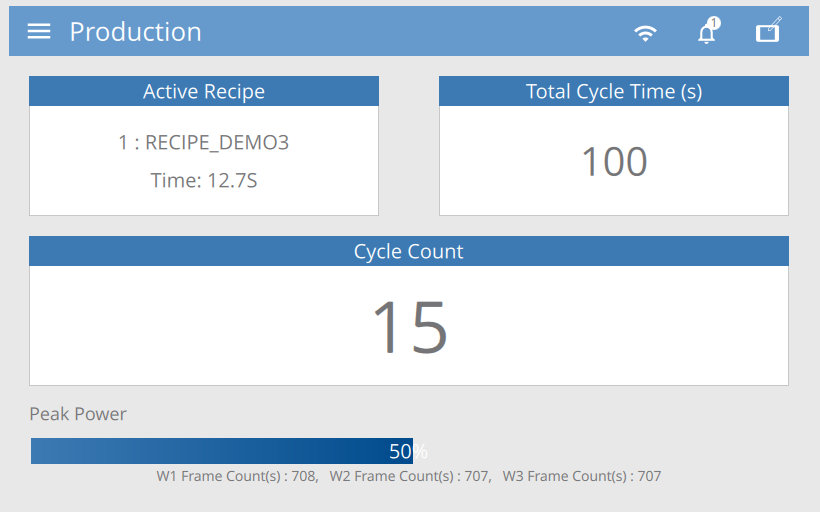 Production
1
Active Recipe
1 : RECIPE_DEMO3
Time: 12.7S
Total Cycle Time (s)
100
Cycle Count
15
Peak Power
50%
W1 Frame Count(s) : 708, W2 Frame Count(s) : 707, W3 Frame Count(s) : 707